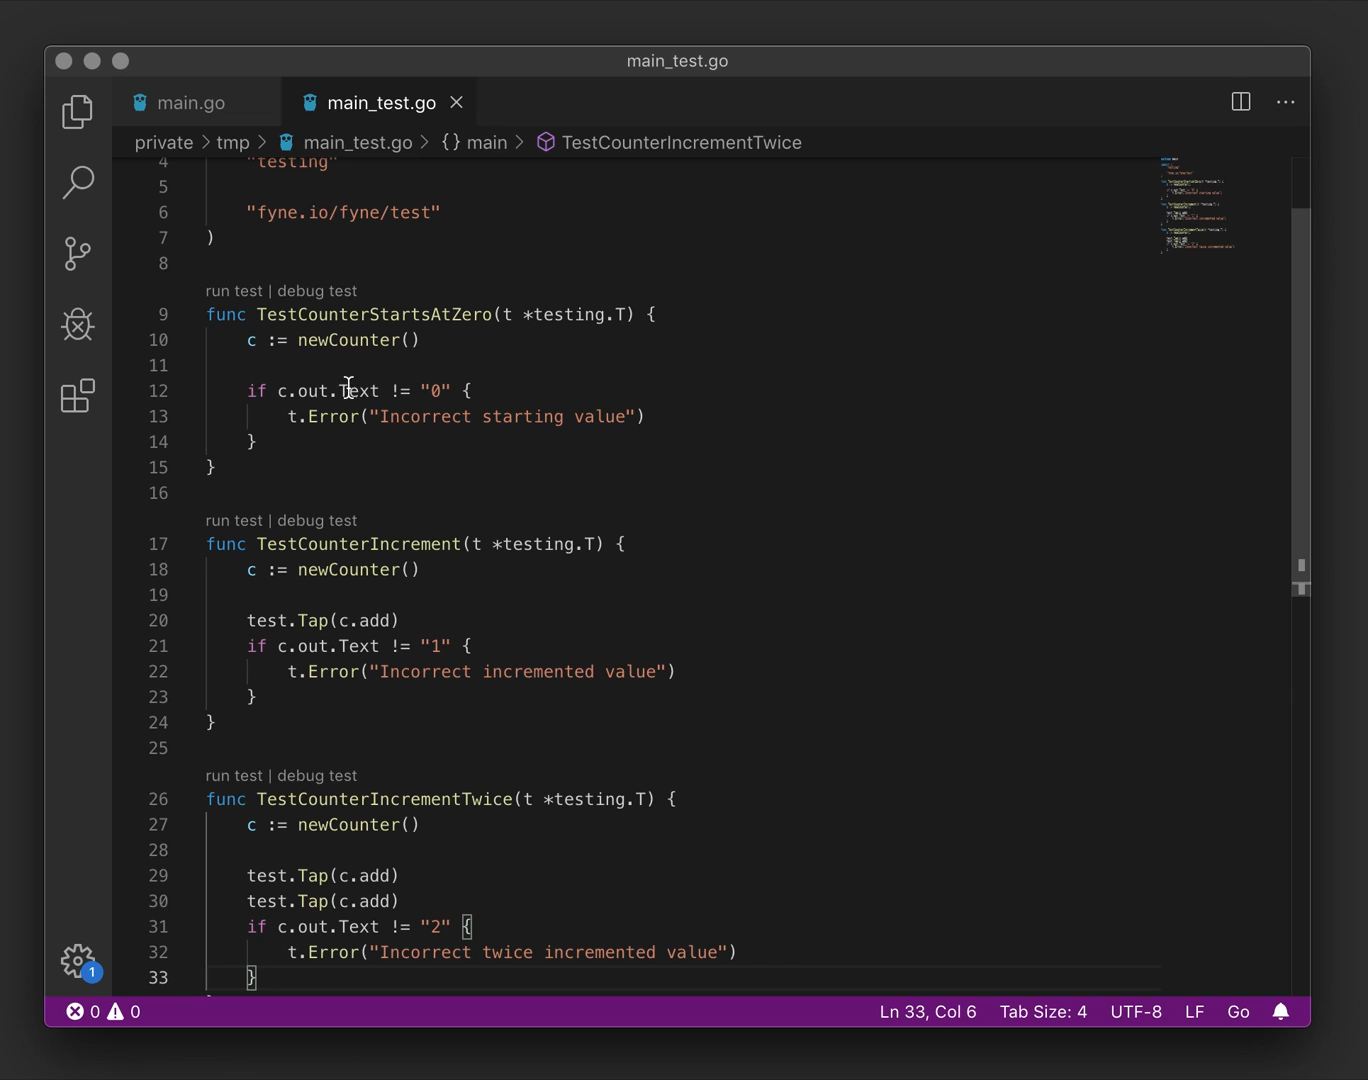 main_test.go
main.go
main_test.go
private > tmp > main_test.go > {} main > TestCounterIncrementTwice
4 "testing"
5
6 "fyne.io/fyne/test"
7 )
8
run test | debug test
9 func TestCounterStartsAtZero(t *testing.T) {
10 c := newCounter()
11
12 if c.out.Text != "0" {
13 t.Error("Incorrect starting value")
14 }
15 }
16
run test | debug test
17 func TestCounterIncrement(t *testing.T) {
18 c := newCounter()
19
20 test.Tap(c.add)
21 if c.out.Text != "1" {
22 t.Error("Incorrect incremented value")
23 }
24 }
25
run test | debug test
26 func TestCounterIncrementTwice(t *testing.T) {
27 c := newCounter()
28
29 test.Tap(c.add)
30 test.Tap(c.add)
31 if c.out.Text != "2" {
32 t.Error("Incorrect twice incremented value")
33 }
1
0 0 Ln 33, Col 6 Tab Size: 4 UTF-8 LF Go